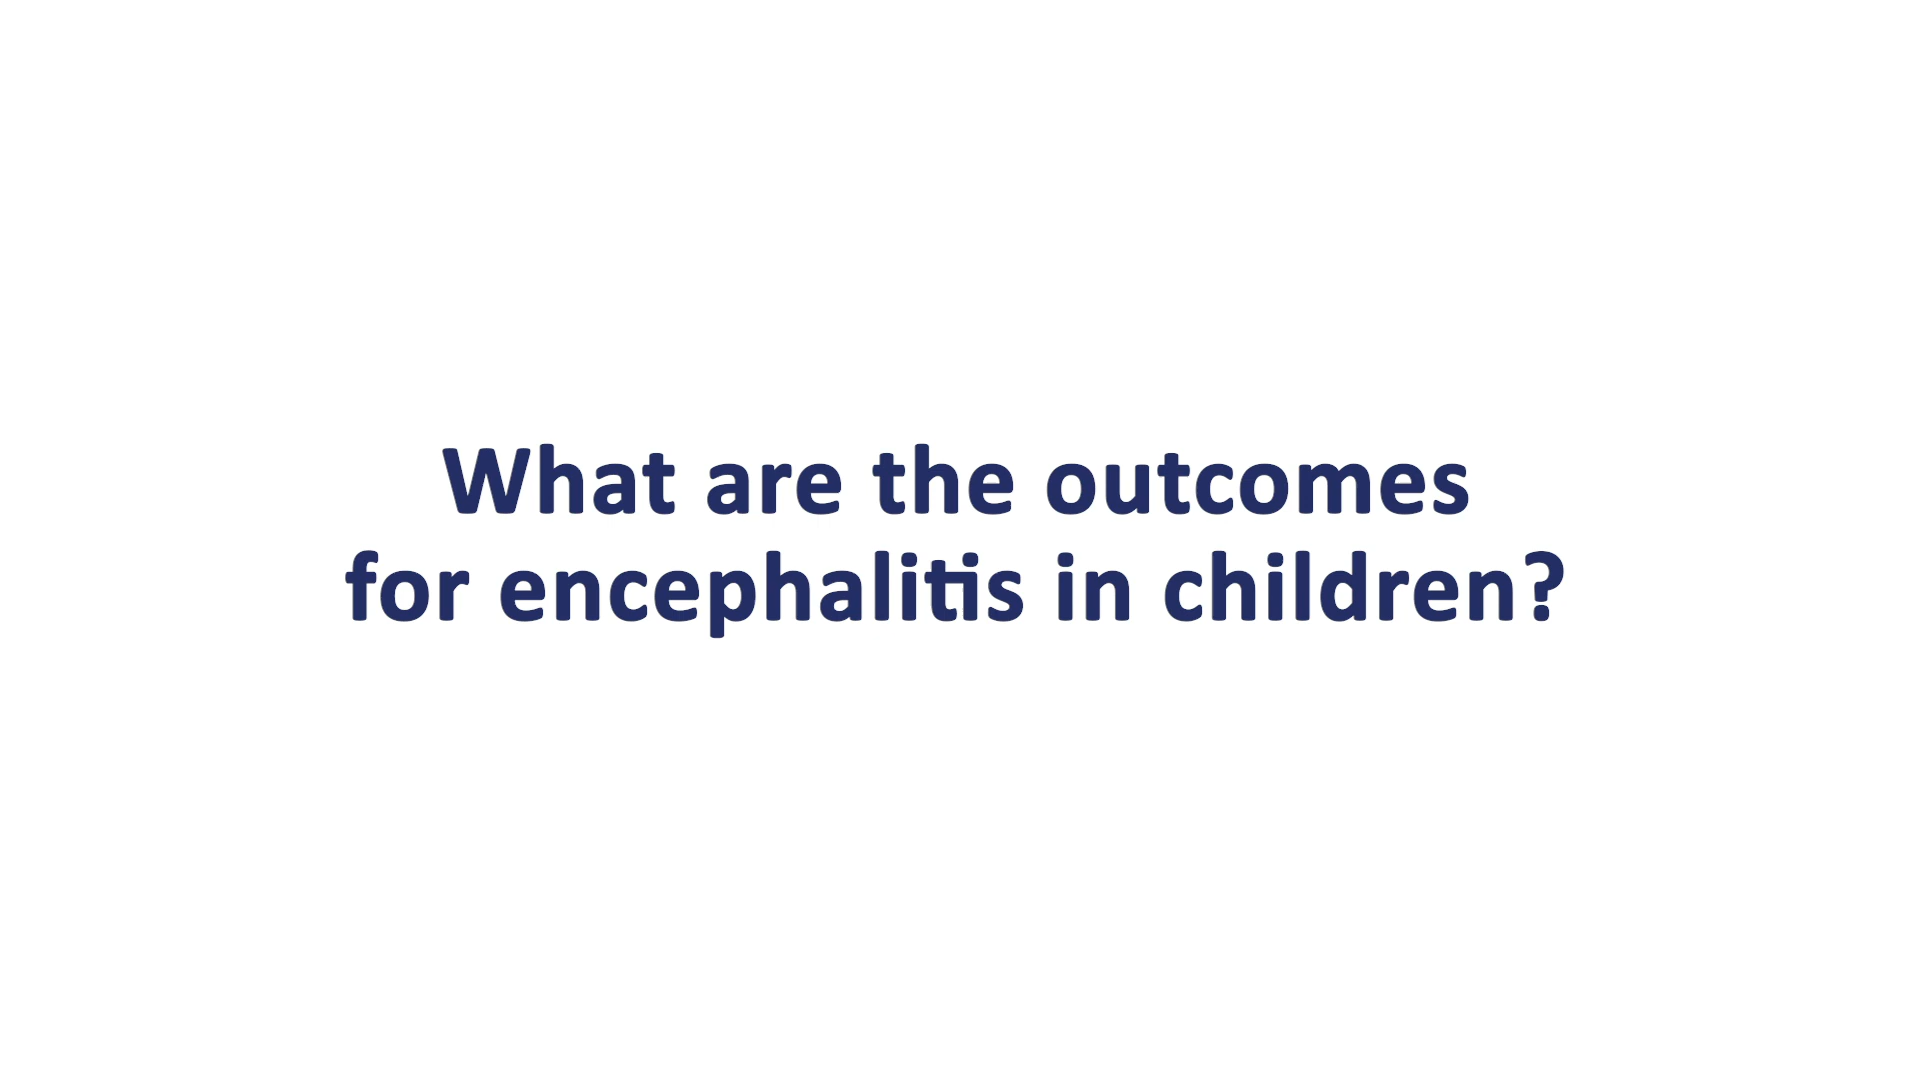 What are the outcomes
for encephalitis in children?